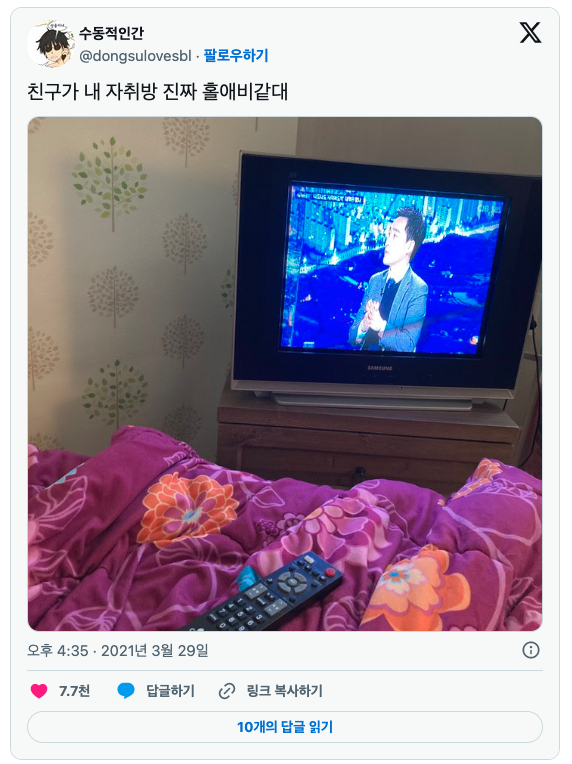 수동적인간
@dongsulovesbl · 팔로우하기
친구가 내 자취방 진짜 홀애비같대
SAMSUNG
오후 4:35 · 2021년 3월 29일
7.7천 답글하기 링크 복사하기
10개의 답글 읽기